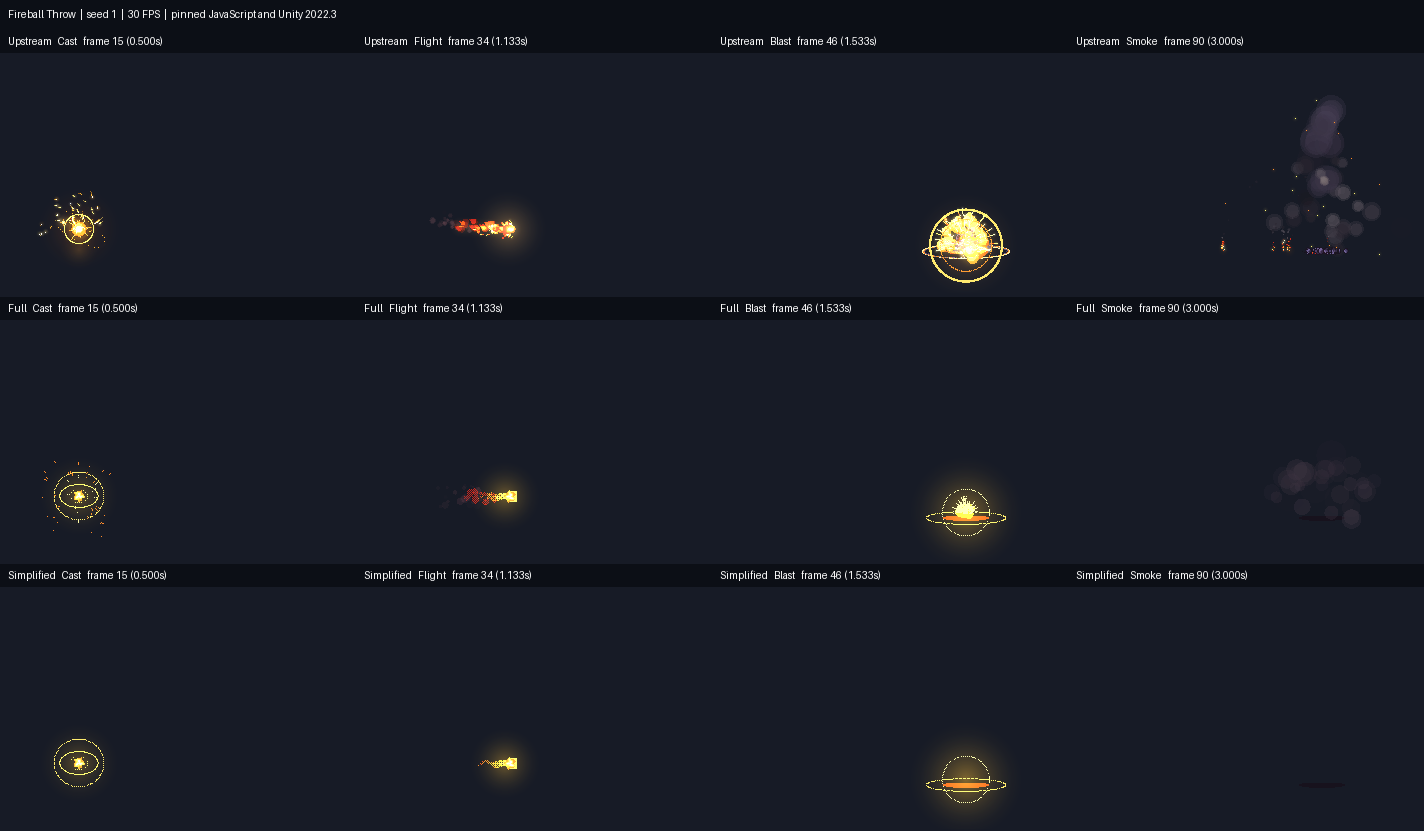 Fireball Throw | seed 1 | 30 FPS | pinned JavaScript and Unity 2022.3
Upstream Cast frame 15 (0.500s)
Upstream Flight frame 34 (1.133s)
Upstream Blast frame 46 (1.533s)
Upstream Smoke frame 90 (3.000s)
Full Cast frame 15 (0.500s)
Full Flight frame 34 (1.133s)
Full Blast frame 46 (1.533s)
Full Smoke frame 90 (3.000s)
Simplified Cast frame 15 (0.500s)
Simplified Flight frame 34 (1.133s)
Simplified Blast frame 46 (1.533s)
Simplified Smoke frame 90 (3.000s)